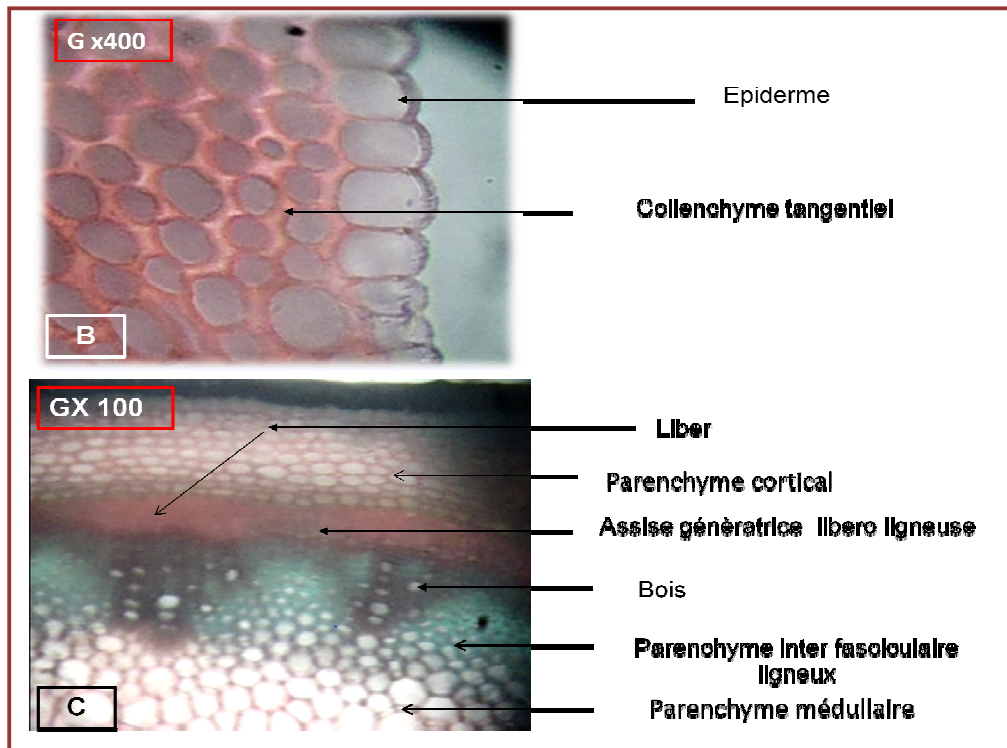 G x400
Epiderme
Collenchyme tangentiel
B
GX 100
Liber
Parenchyme cortical
Assise génèratrice libero ligneuse
Bois
Parenchyme inter fasciculaire
ligneux
Parenchyme médullaire
C